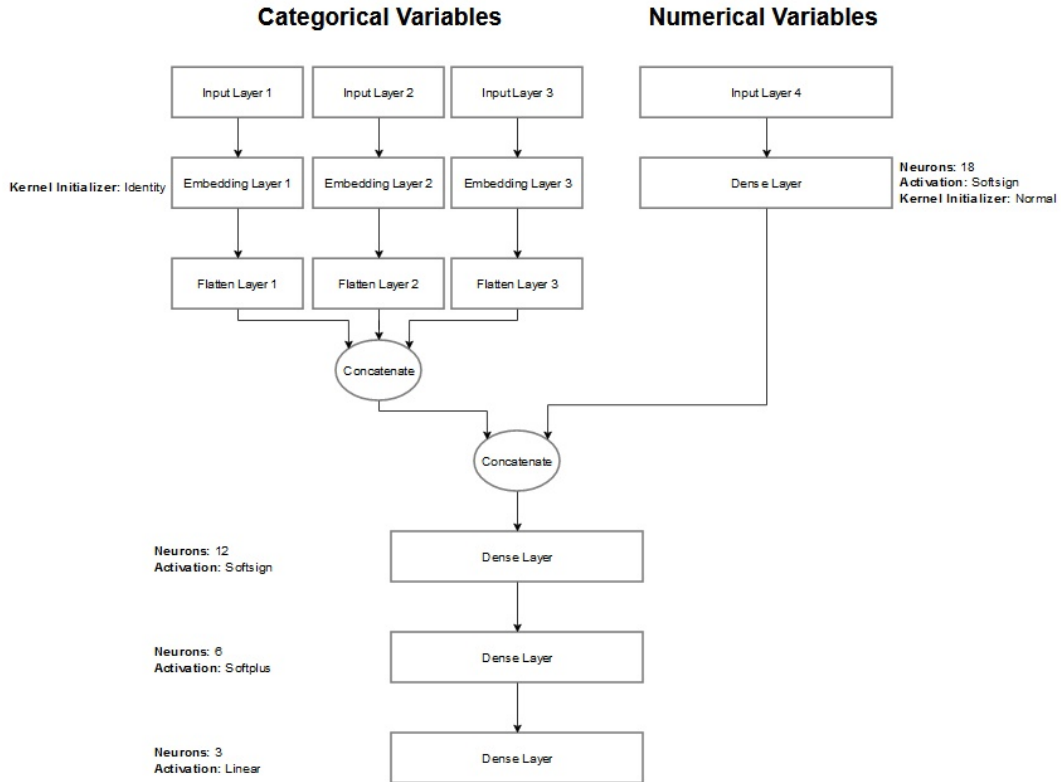 Categorical Variables
Numerical Variables
Input Layer 1
Input Layer 2
Input Layer 3
Input Layer 4
Kernel Initializer: Identity
Embedding Layer 1
Embedding Layer 2
Embedding Layer 3
Dense Layer
Neurons: 18
Activation: Softsign
Kernel Initializer: Normal
Flatten Layer 1
Flatten Layer 2
Flatten Layer 3
Concatenate
Concatenate
Neurons: 12
Activation: Softsign
Dense Layer
Neurons: 6
Activation: Softplus
Dense Layer
Neurons: 3
Activation: Linear
Dense Layer